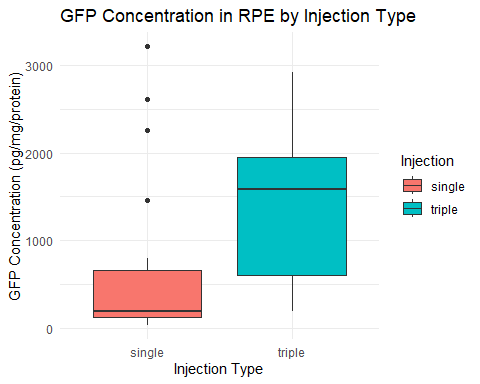 GFP Concentration in RPE by Injection Type
GFP Concentration (pg/mg/protein)
3000
2000
1000
0
single
triple
Injection Type
Injection
single
triple